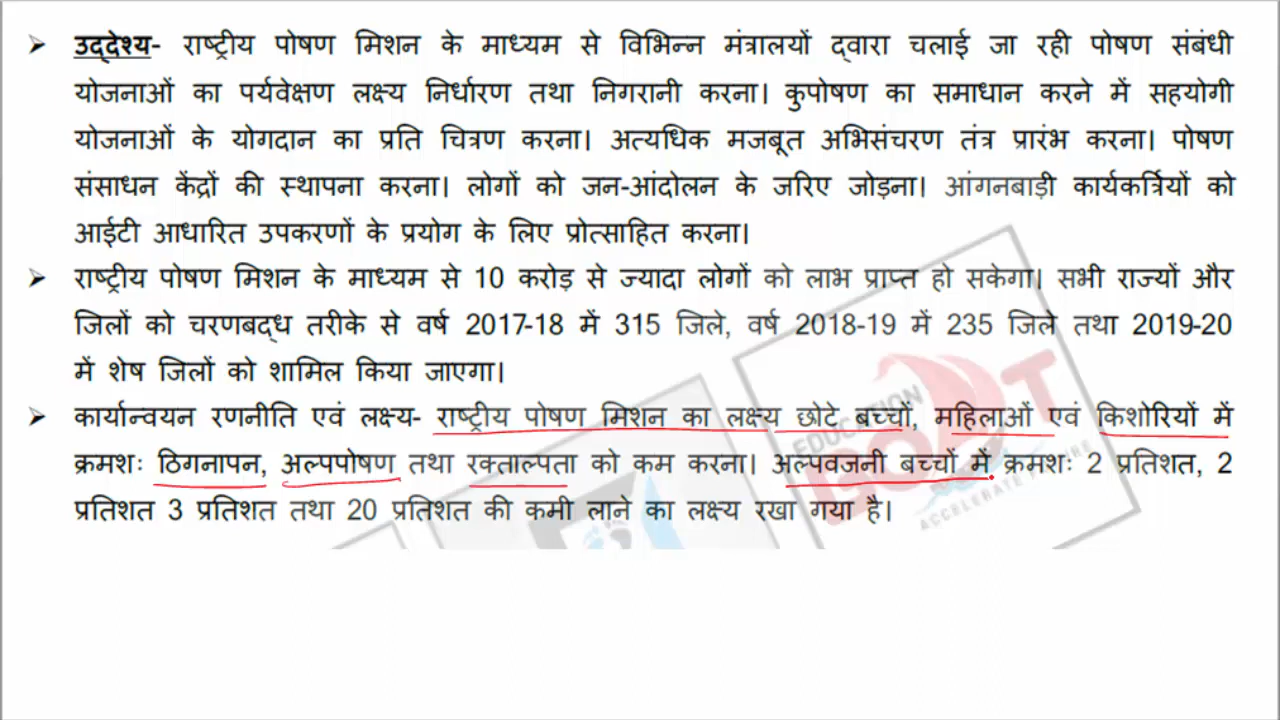 ➤ उद्देश्य- राष्ट्रीय पोषण मिशन के माध्यम से विभिन्न मंत्रालयों द्वारा चलाई जा रही पोषण संबंधी
योजनाओं का पर्यवेक्षण लक्ष्य निर्धारण तथा निगरानी करना। कुपोषण का समाधान करने में सहयोगी
योजनाओं के योगदान का प्रति चित्रण करना। अत्यधिक मजबूत अभिसंचरण तंत्र प्रारंभ करना। पोषण
संसाधन केंद्रों की स्थापना करना। लोगों को जन-आंदोलन के जरिए जोड़ना। आंगनबाड़ी कार्यकर्त्रियों को
आईटी आधारित उपकरणों के प्रयोग के लिए प्रोत्साहित करना।
➤ राष्ट्रीय पोषण मिशन के माध्यम से 10 करोड़ से ज्यादा लोगों को लाभ प्राप्त हो सकेगा। सभी राज्यों और
जिलों को चरणबद्ध तरीके से वर्ष 2017-18 में 315 जिले, वर्ष 2018-19 में 235 जिले तथा 2019-20
में शेष जिलों को शामिल किया जाएगा।
➤ कार्यान्वयन रणनीति एवं लक्ष्य- राष्ट्रीय पोषण मिशन का लक्ष्य छोटे बच्चों, महिलाओं एवं किशोरियों में
क्रमशः ठिगनापन, अल्पपोषण तथा रक्ताल्पता को कम करना। अल्पवजनी बच्चों में क्रमशः 2 प्रतिशत, 2
प्रतिशत 3 प्रतिशत तथा 20 प्रतिशत की कमी लाने का लक्ष्य रखा गया है।
EDUCATION
ACCELERATE